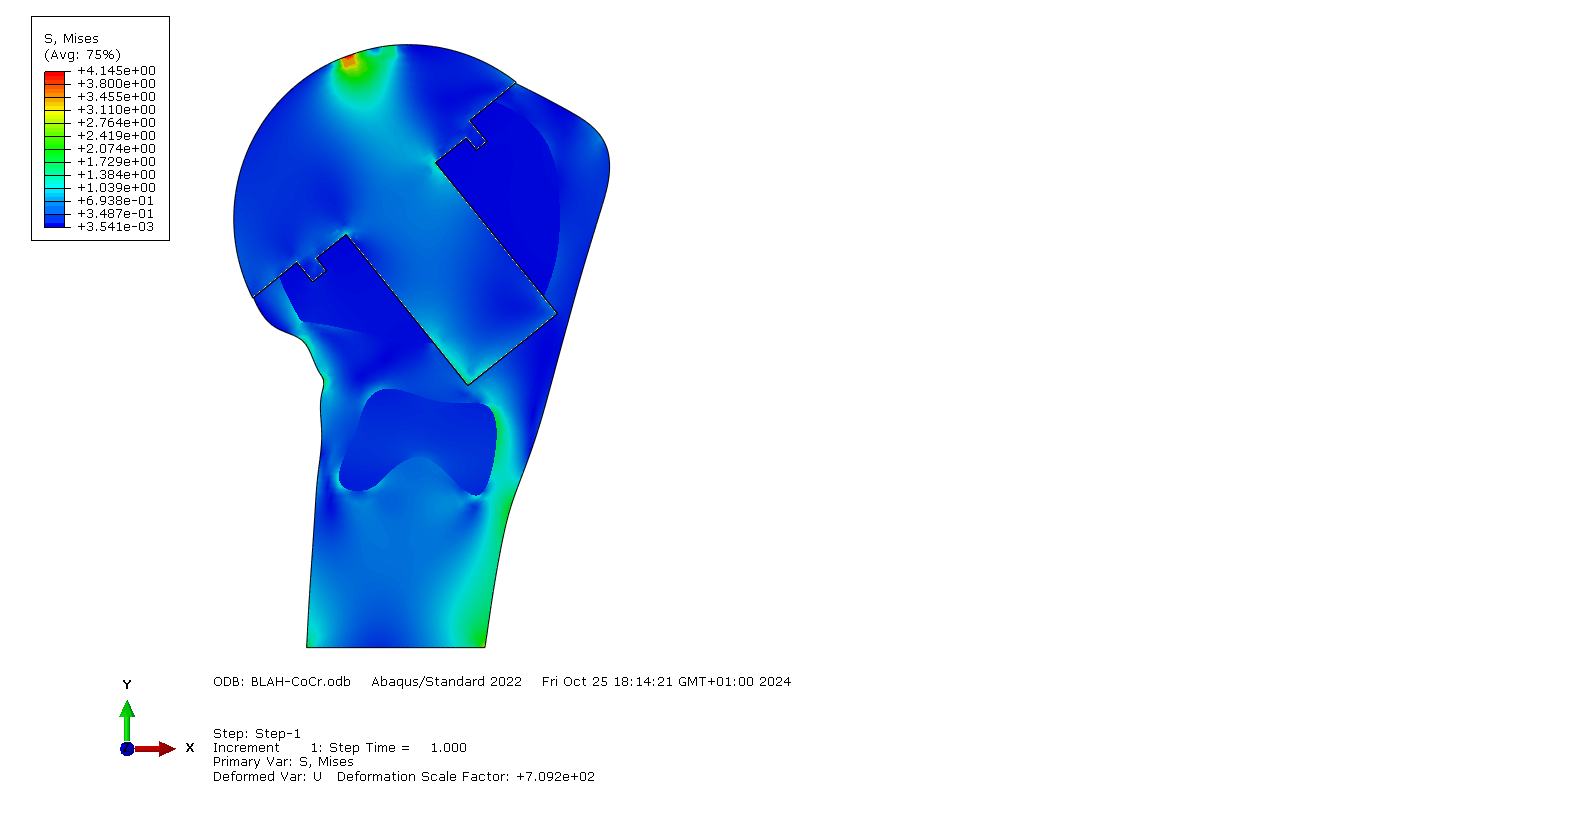 S, Mises
(Avg: 75%)
+4.145e+00
+3.800e+00
+3.455e+00
+3.110e+00
+2.764e+00
+2.419e+00
+2.074e+00
+1.729e+00
+1.384e+00
+1.039e+00
+6.938e-01
+3.487e-01
+3.541e-03
Y
X
ODB: BLAH-CoCr.odb Abaqus/Standard 2022 Fri Oct 25 18:14:21 GMT+01:00 2024
Step: Step-1
Increment 1: Step Time = 1.000
Primary Var: S, Mises
Deformed Var: U Deformation Scale Factor: +7.092e+02